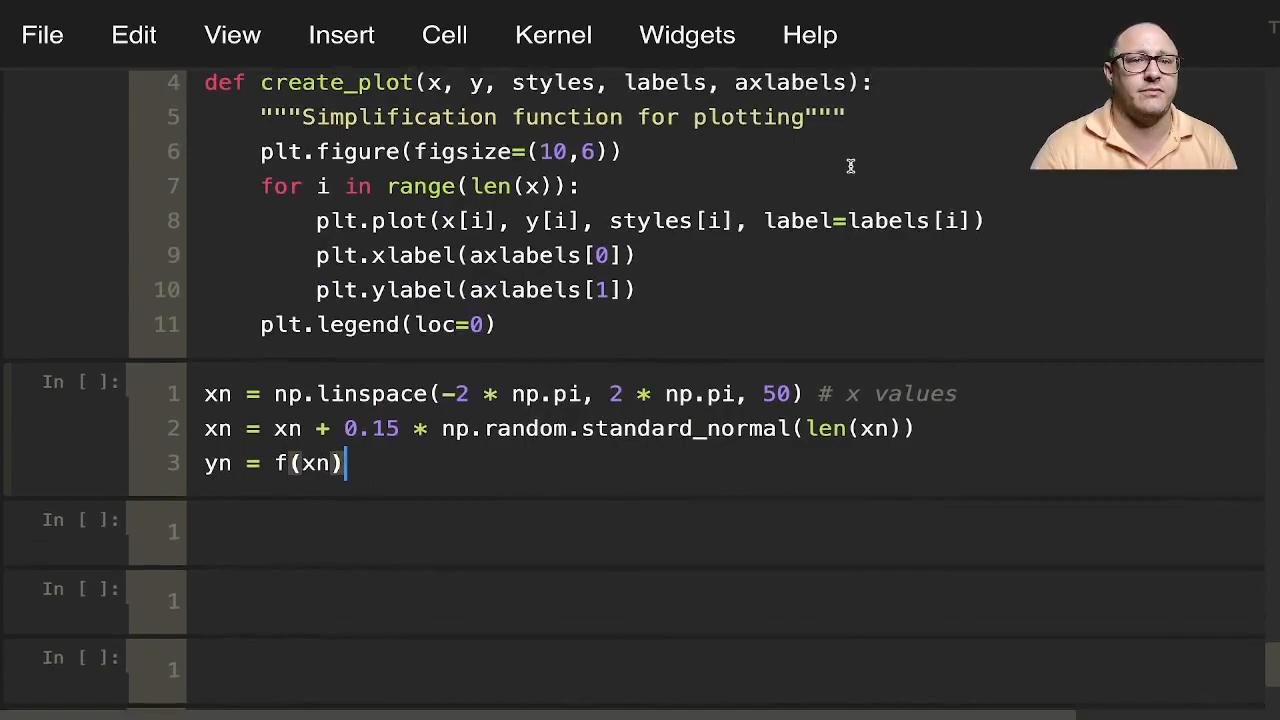 File Edit View Insert Cell Kernel Widgets Help
4 def create_plot(x, y, styles, labels, axlabels):
5 """Simplification function for plotting"""
6 plt.figure(figsize=(10,6))
7 for i in range(len(x)):
8 plt.plot(x[i], y[i], styles[i], label=labels[i])
9 plt.xlabel(axlabels[0])
10 plt.ylabel(axlabels[1])
11 plt.legend(loc=0)
In [ ]: 1 xn = np.linspace(-2 * np.pi, 2 * np.pi, 50) # x values
2 xn = xn + 0.15 * np.random.standard_normal(len(xn))
3 yn = f(xn)
In [ ]: 1
In [ ]: 1
In [ ]: 1